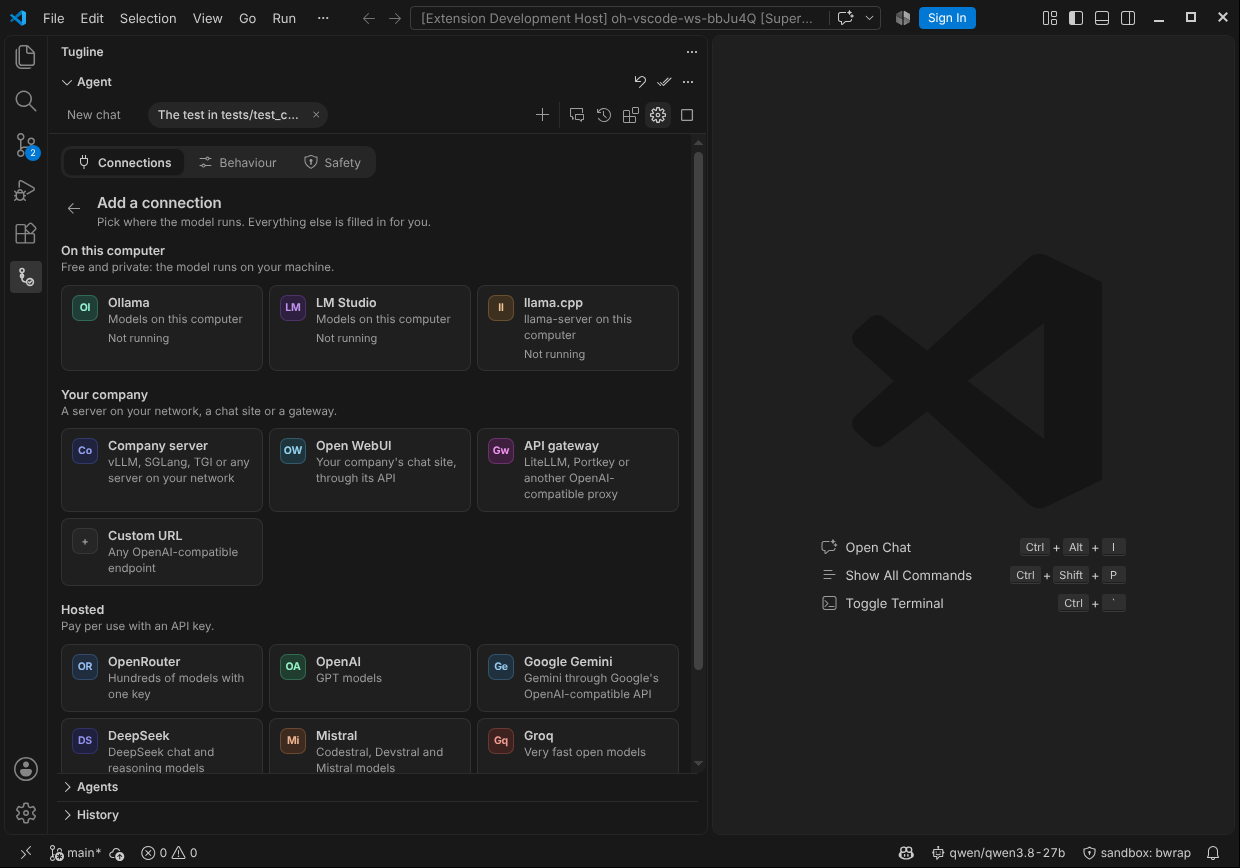 File Edit Selection View Go Run ··· [Extension Development Host] oh-vscode-ws-bbJu4Q [Super... Sign In
Tugline
Agent
New chat The test in tests/test_c...
Connections Behaviour Safety
Add a connection
Pick where the model runs. Everything else is filled in for you.
On this computer
Free and private: the model runs on your machine.
Ol
Ollama
Models on this computer
Not running
LM
LM Studio
Models on this computer
Not running
ll
llama.cpp
llama-server on this
computer
Not running
Your company
A server on your network, a chat site or a gateway.
Co
Company server
vLLM, SGLang, TGI or any
server on your network
OW
Open WebUI
Your company's chat site,
through its API
Gw
API gateway
LiteLLM, Portkey or
another OpenAI-
compatible proxy
+
Custom URL
Any OpenAI-compatible
endpoint
Hosted
Pay per use with an API key.
OR
OpenRouter
Hundreds of models with
one key
OA
OpenAI
GPT models
Ge
Google Gemini
Gemini through Google's
OpenAI-compatible API
DS
DeepSeek
DeepSeek chat and
reasoning models
Mi
Mistral
Codestral, Devstral and
Mistral models
Gq
Groq
Very fast open models
Agents
History
2
Open Chat Ctrl + Alt + I
Show All Commands Ctrl + Shift + P
Toggle Terminal Ctrl + `
main* 0 0 qwen/qwen3.8-27b sandbox: bwrap